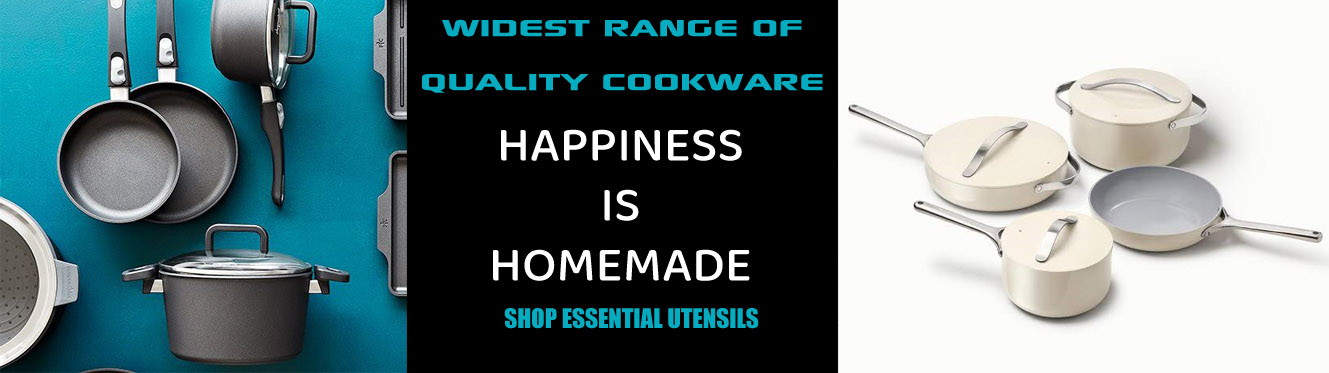 WIDEST RANGE OF
QUALITY COOKWARE
HAPPINESS
IS
HOMEMADE
SHOP ESSENTIAL UTENSILS